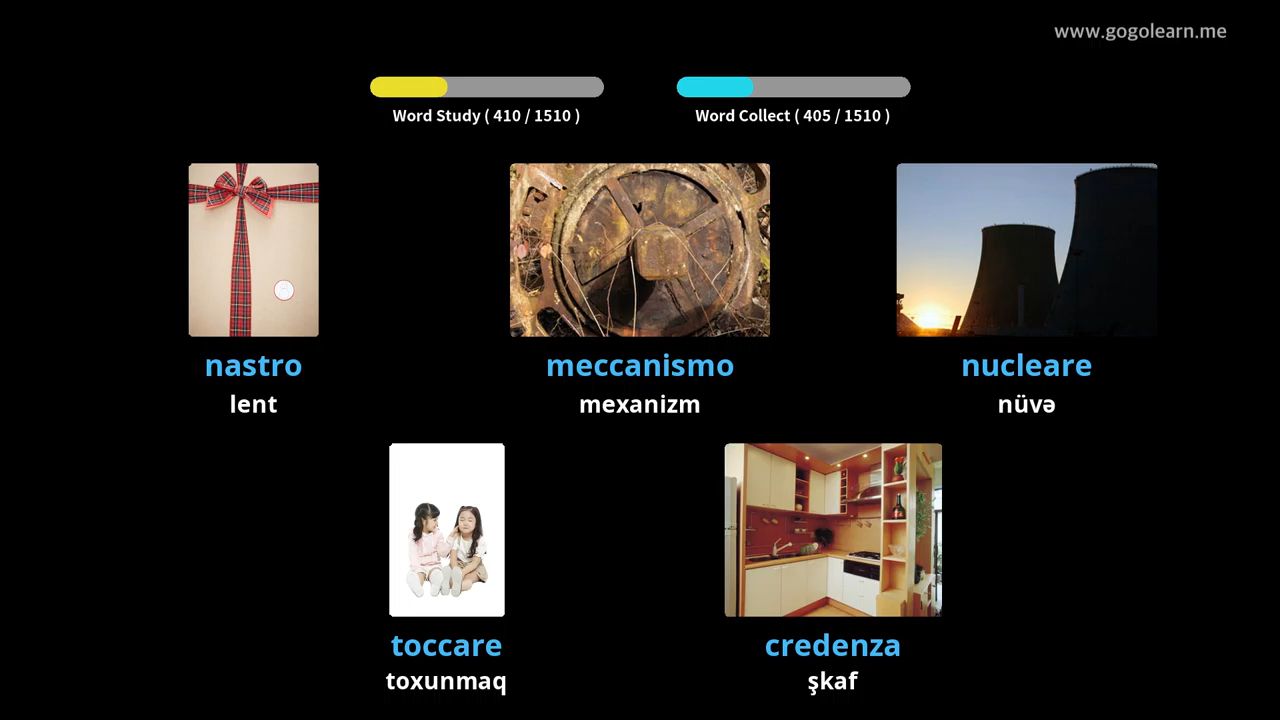 www.gogolearn.me
Word Study ( 410 / 1510 )
Word Collect ( 405 / 1510 )
nastro
lent
meccanismo
mexanizm
nucleare
nüvə
toccare
toxunmaq
credenza
şkaf